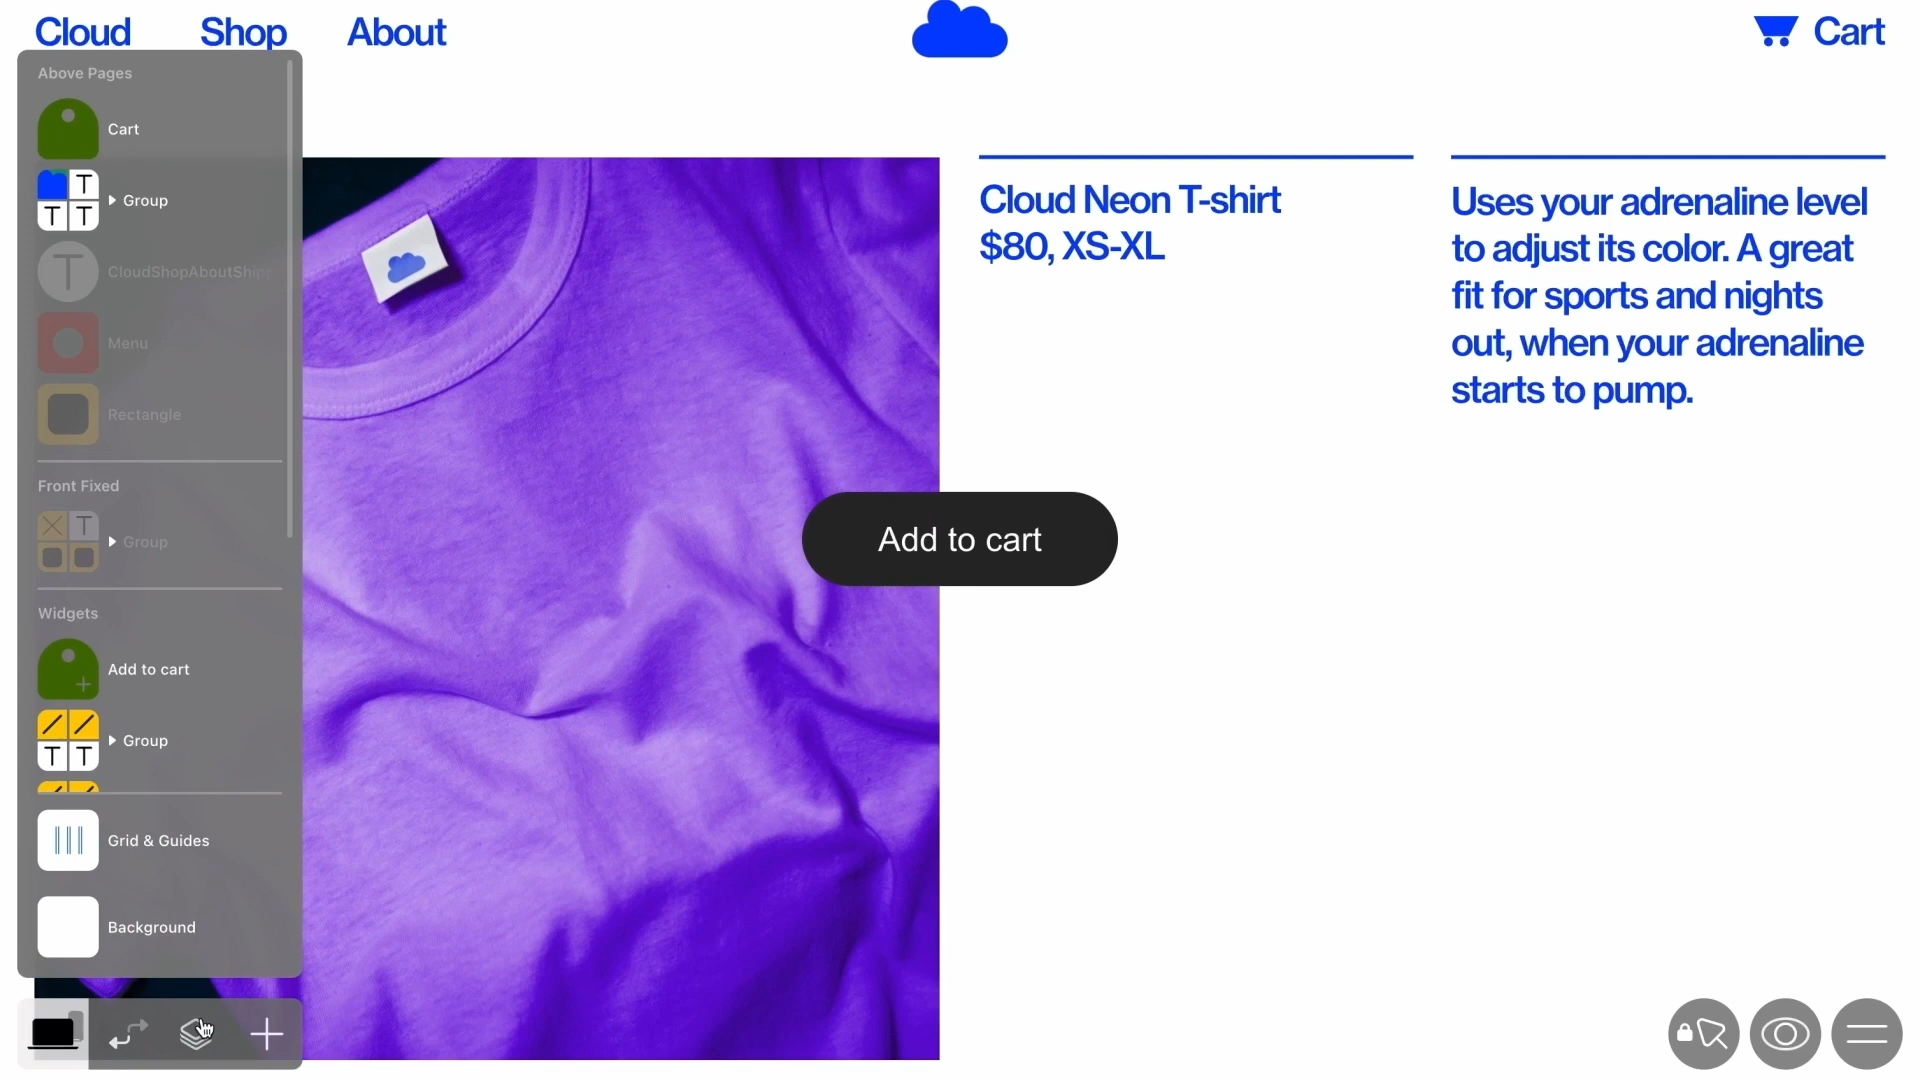 Cloud
Shop
About
Cart
Above Pages
Cart
Group
CloudShopAboutShip
Menu
Rectangle
Front Fixed
Group
Widgets
Add to cart
Group
Grid & Guides
Background
Cloud Neon T-shirt
$80, XS-XL
Uses your adrenaline level
to adjust its color. A great
fit for sports and nights
out, when your adrenaline
starts to pump.
Add to cart